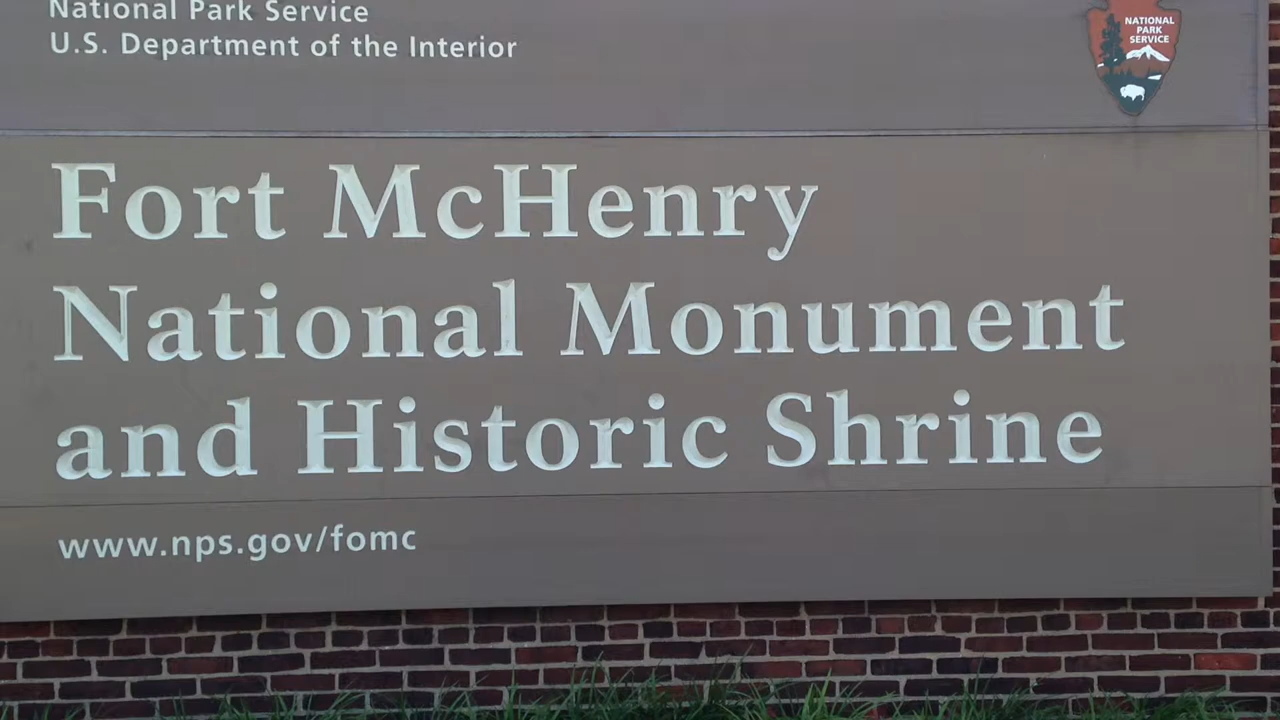 National Park Service
U.S. Department of the Interior
NATIONAL
PARK
SERVICE
Fort McHenry
National Monument
and Historic Shrine
www.nps.gov/fomc